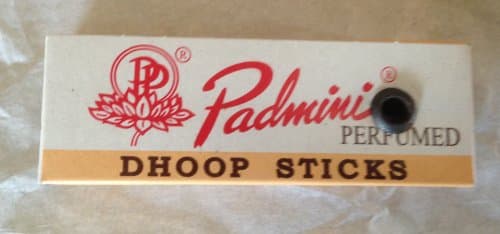 PP ®
Padmini ®
PERFUMED
DHOOP STICKS